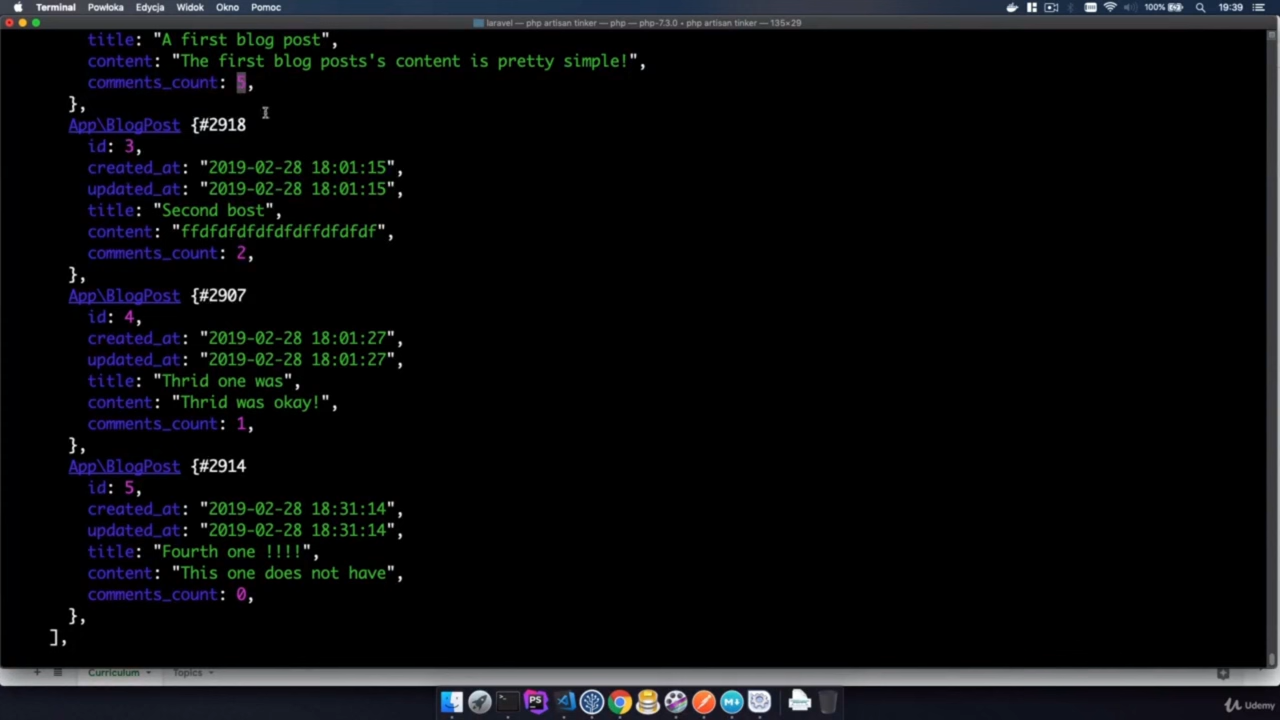 Terminal Powłoka Edycja Widok Okno Pomoc 100% 19:39
laravel — php artisan tinker — php — php-7.3.0 • php artisan tinker — 135×29
title: "A first blog post",
content: "The first blog posts's content is pretty simple!",
comments_count: 5,
},
App\BlogPost {#2918
id: 3,
created_at: "2019-02-28 18:01:15",
updated_at: "2019-02-28 18:01:15",
title: "Second bost",
content: "ffdfdfdfdfdfdffdfdfdf",
comments_count: 2,
},
App\BlogPost {#2907
id: 4,
created_at: "2019-02-28 18:01:27",
updated_at: "2019-02-28 18:01:27",
title: "Thrid one was",
content: "Thrid was okay!",
comments_count: 1,
},
App\BlogPost {#2914
id: 5,
created_at: "2019-02-28 18:31:14",
updated_at: "2019-02-28 18:31:14",
title: "Fourth one !!!!",
content: "This one does not have",
comments_count: 0,
},
],
Curriculum Topics
PS
M
Udemy